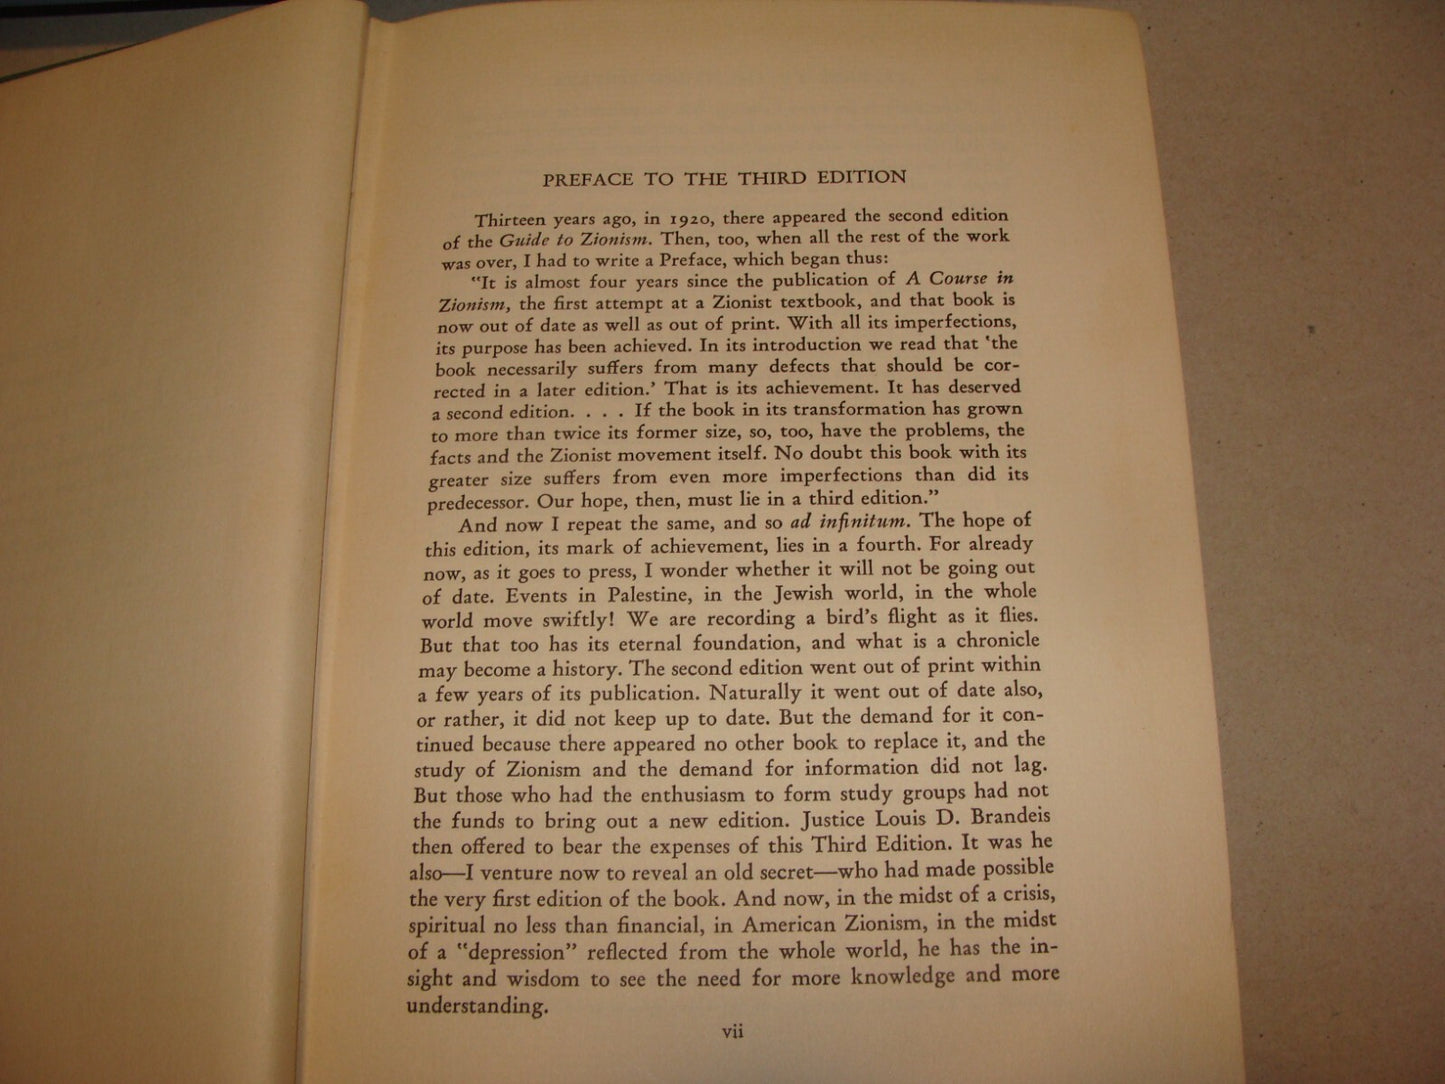 PREFACE TO THE THIRD EDITION
Thirteen years ago, in 1920, there appeared the second edition
of the Guide to Zionism. Then, too, when all the rest of the work
was over, I had to write a Preface, which began thus:
"It is almost four years since the publication of A Course in
Zionism, the first attempt at a Zionist textbook, and that book is
now out of date as well as out of print. With all its imperfections,
its purpose has been achieved. In its introduction we read that 'the
book necessarily suffers from many defects that should be cor-
rected in a later edition.' That is its achievement. It has deserved
a second edition. . . . If the book in its transformation has grown
to more than twice its former size, so, too, have the problems, the
facts and the Zionist movement itself. No doubt this book with its
greater size suffers from even more imperfections than did its
predecessor. Our hope, then, must lie in a third edition."
And now I repeat the same, and so ad infinitum. The hope of
this edition, its mark of achievement, lies in a fourth. For already
now, as it goes to press, I wonder whether it will not be going out
of date. Events in Palestine, in the Jewish world, in the whole
world move swiftly! We are recording a bird's flight as it flies.
But that too has its eternal foundation, and what is a chronicle
may become a history. The second edition went out of print within
a few years of its publication. Naturally it went out of date also,
or rather, it did not keep up to date. But the demand for it con-
tinued because there appeared no other book to replace it, and the
study of Zionism and the demand for information did not lag.
But those who had the enthusiasm to form study groups had not
the funds to bring out a new edition. Justice Louis D. Brandeis
then offered to bear the expenses of this Third Edition. It was he
also—I venture now to reveal an old secret—who had made possible
the very first edition of the book. And now, in the midst of a crisis,
spiritual no less than financial, in American Zionism, in the midst
of a "depression" reflected from the whole world, he has the in-
sight and wisdom to see the need for more knowledge and more
understanding.
vii